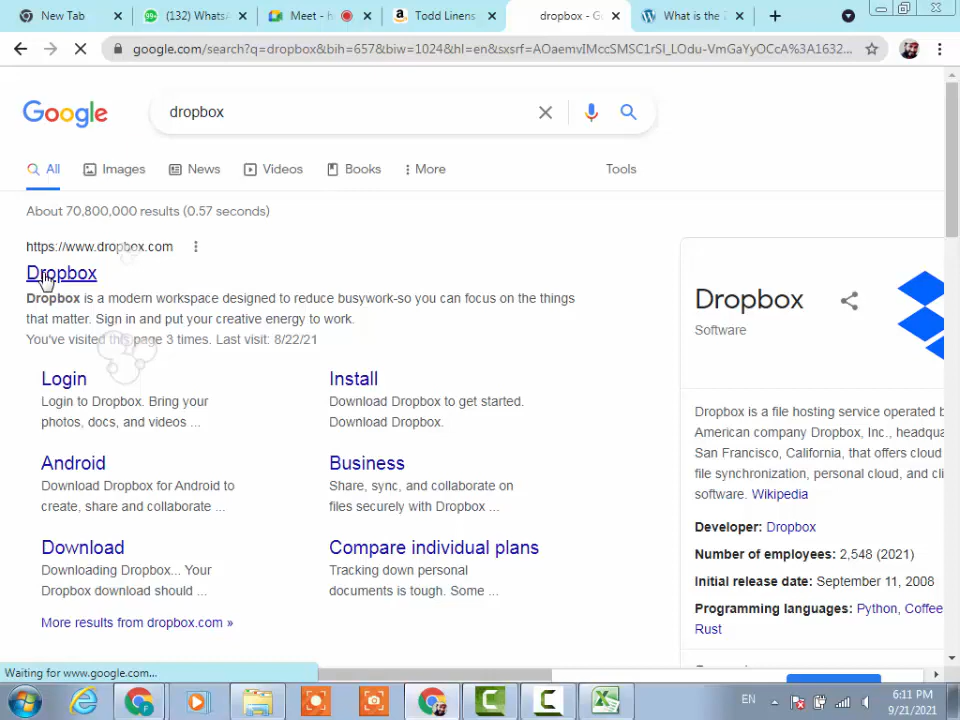 New Tab
(132) Whats
Meet - h
Todd Linens
dropbox - G
What is the
google.com/search?q=dropbox&bih=657&biw=1024&hl=en&sxsrf=AOaemvIMccSMSC1rSl_LOdu-VmGaYyOCcA%3A1632...
Google
dropbox
All
Images
News
Videos
Books
More
Tools
About 70,800,000 results (0.57 seconds)
https://www.dropbox.com
Dropbox
Dropbox is a modern workspace designed to reduce busywork-so you can focus on the things
that matter. Sign in and put your creative energy to work.
You've visited this page 3 times. Last visit: 8/22/21
Login
Login to Dropbox. Bring your
photos, docs, and videos ...
Install
Download Dropbox to get started.
Download Dropbox.
Android
Download Dropbox for Android to
create, share and collaborate ...
Business
Share, sync, and collaborate on
files securely with Dropbox ...
Download
Downloading Dropbox... Your
Dropbox download should ...
Compare individual plans
Tracking down personal
documents is tough. Some ...
More results from dropbox.com »
Dropbox
Software
Dropbox is a file hosting service operated b
American company Dropbox, Inc., headqua
San Francisco, California, that offers cloud
file synchronization, personal cloud, and cli
software. Wikipedia
Developer: Dropbox
Number of employees: 2,548 (2021)
Initial release date: September 11, 2008
Programming languages: Python, Coffee
Rust
Waiting for www.google.com...
EN
6:11 PM
9/21/2021